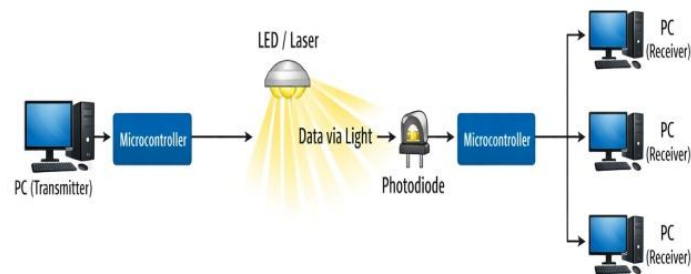 LED / Laser
PC (Transmitter)
Microcontroller
Data via Light
Photodiode
Microcontroller
PC
(Receiver)
PC
(Receiver)
PC
(Receiver)